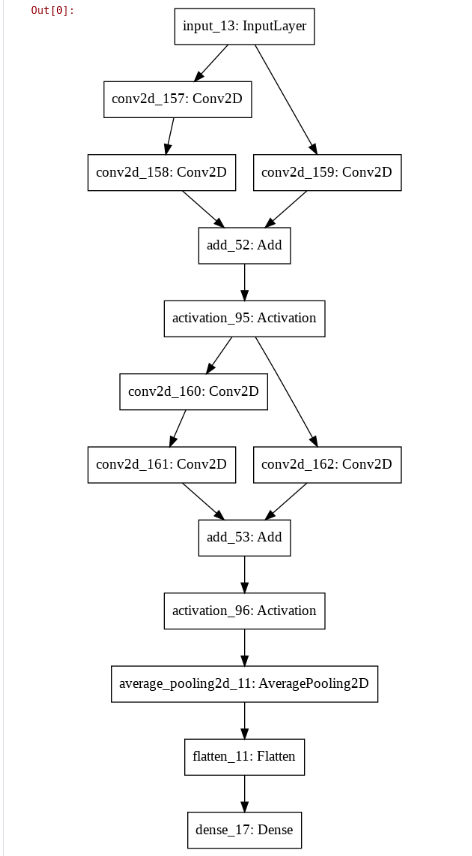 Out[0]:
input_13: InputLayer
conv2d_157: Conv2D
conv2d_158: Conv2D
conv2d_159: Conv2D
add_52: Add
activation_95: Activation
conv2d_160: Conv2D
conv2d_161: Conv2D
conv2d_162: Conv2D
add_53: Add
activation_96: Activation
average_pooling2d_11: AveragePooling2D
flatten_11: Flatten
dense_17: Dense